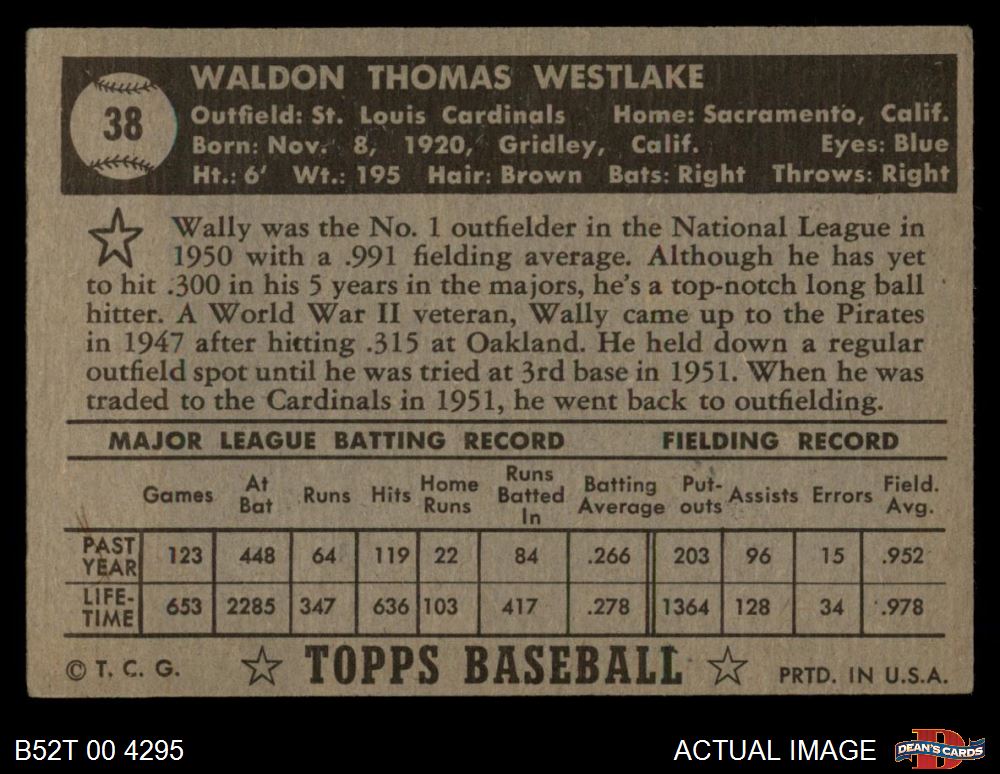 38
WALDON THOMAS WESTLAKE
Outfield: St. Louis Cardinals Home: Sacramento, Calif.
Born: Nov. 8, 1920, Gridley, Calif. Eyes: Blue
Ht.: 6' Wt.: 195 Hair: Brown Bats: Right Throws: Right
Wally was the No. 1 outfielder in the National League in
1950 with a .991 fielding average. Although he has yet
to hit .300 in his 5 years in the majors, he's a top-notch long ball
hitter. A World War II veteran, Wally came up to the Pirates
in 1947 after hitting .315 at Oakland. He held down a regular
outfield spot until he was tried at 3rd base in 1951. When he was
traded to the Cardinals in 1951, he went back to outfielding.
MAJOR LEAGUE BATTING RECORD FIELDING RECORD
Games At Bat Runs Hits Home Runs Runs Batted In Batting Average Put-outs Assists Errors Field. Avg.
PAST YEAR 123 448 64 119 22 84 .266 203 96 15 .952
LIFE-TIME 653 2285 347 636 103 417 .278 1364 128 34 .978
© T. C. G. TOPPS BASEBALL PRTD. IN U.S.A.
B52T 00 4295 ACTUAL IMAGE DEAN'S CARDS